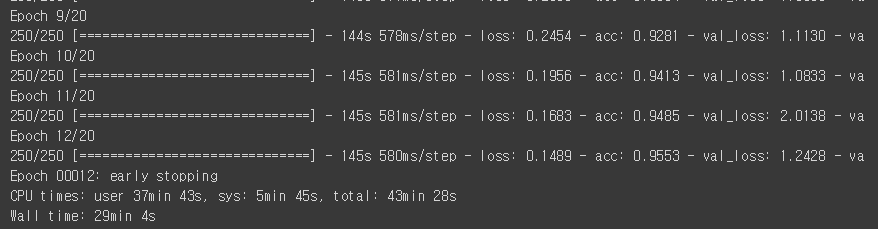 Epoch 9/20
250/250 [==============================] - 144s 578ms/step - loss: 0.2454 - acc: 0.9281 - val_loss: 1.1130 - va
Epoch 10/20
250/250 [==============================] - 145s 581ms/step - loss: 0.1956 - acc: 0.9413 - val_loss: 1.0833 - va
Epoch 11/20
250/250 [==============================] - 145s 581ms/step - loss: 0.1683 - acc: 0.9485 - val_loss: 2.0138 - va
Epoch 12/20
250/250 [==============================] - 145s 580ms/step - loss: 0.1489 - acc: 0.9553 - val_loss: 1.2428 - va
Epoch 00012: early stopping
CPU times: user 37min 43s, sys: 5min 45s, total: 43min 28s
Wall time: 29min 4s